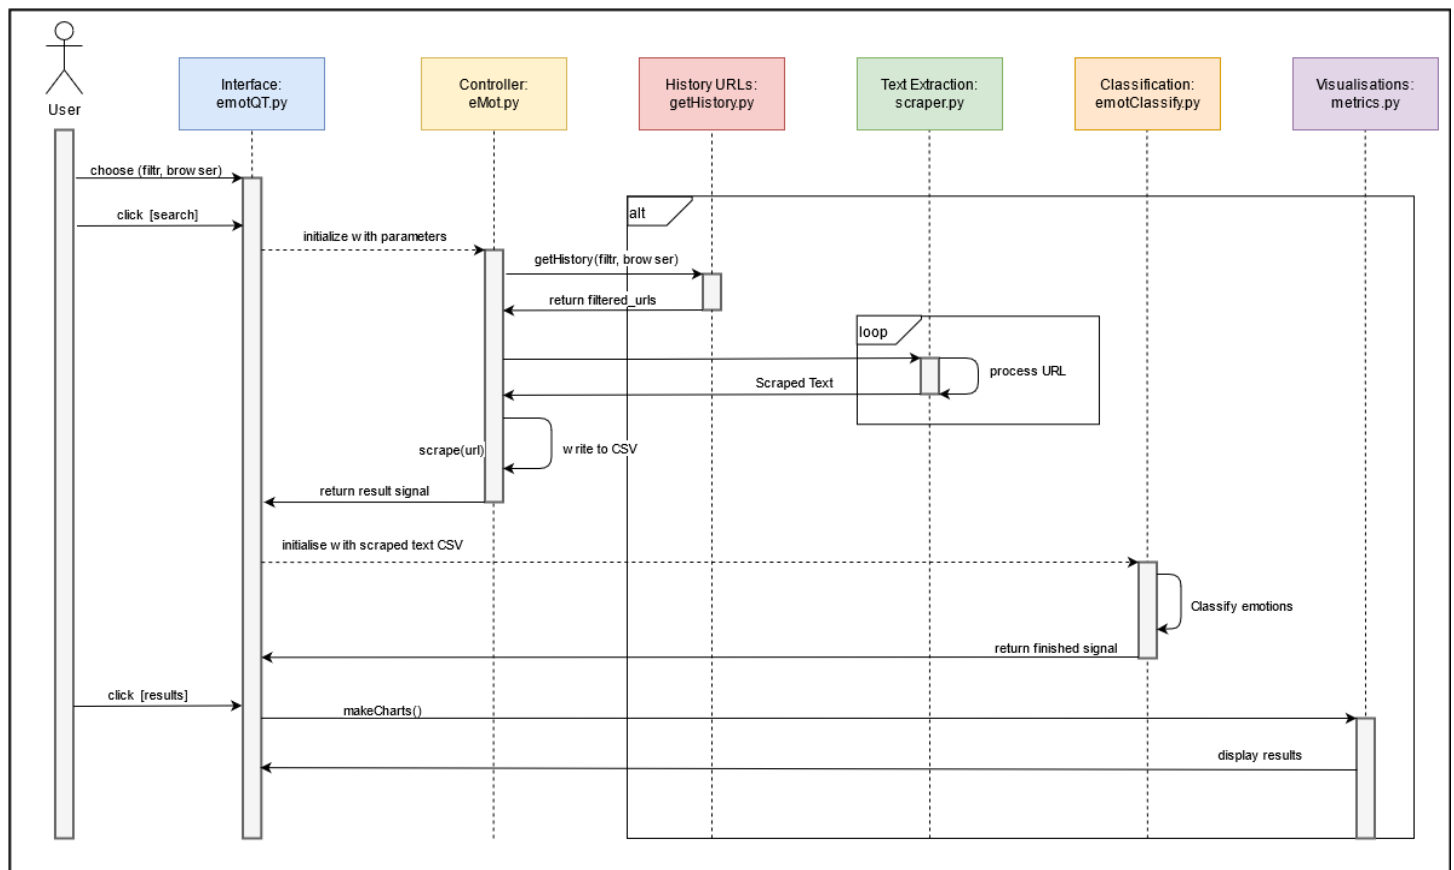 User
Interface:
emotQT.py
Controller:
eMot.py
History URLs:
getHistory.py
Text Extraction:
scraper.py
Classification:
emotClassify.py
Visualisations:
metrics.py
choose (filtr, browser)
click [search]
alt
initialize with parameters
getHistory(filtr, browser)
return filtered_urls
loop
process URL
Scraped Text
scrape(url)
write to CSV
return result signal
initialise with scraped text CSV
Classify emotions
return finished signal
click [results]
makeCharts()
display results